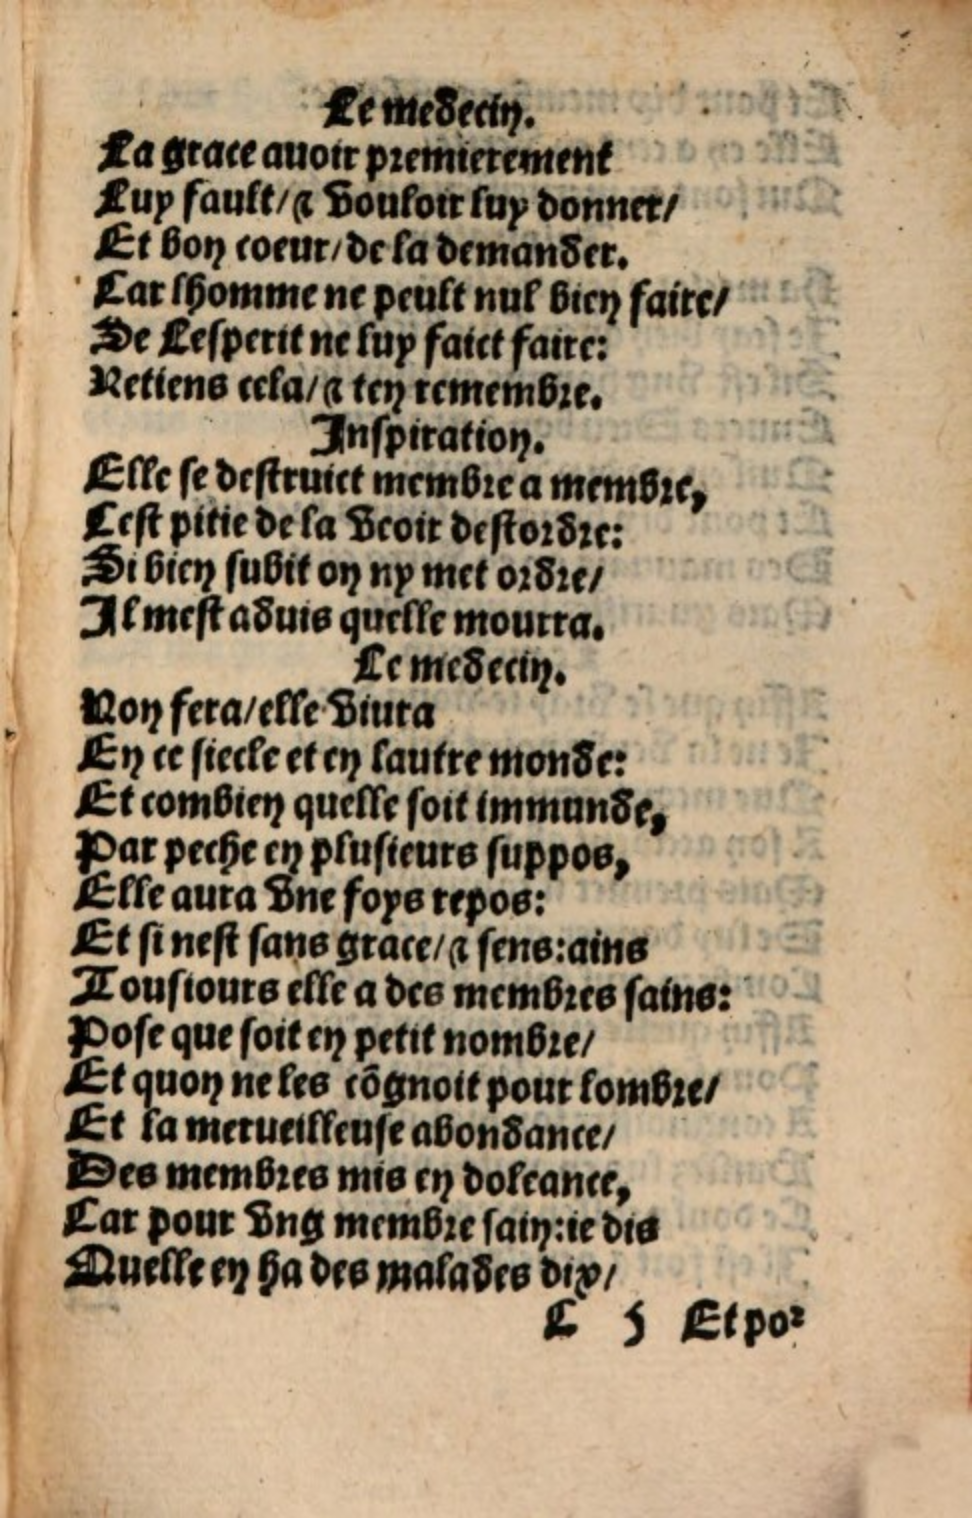 Le medecin.
La grace auoir premierement
Luy fault/ & vouloir luy donner/
Et bon coeur/ de la demander.
Car lhomme ne peult nul bien faire/
Se Lesperit ne luy faict faire:
Retiens cela/ & ten remembre.
Inspiration.
Elle se destruict membre a membre,
Cest pitie de la veoir destordre:
Si bien subit on ny met ordre/
Il mest aduis quelle mourra.
Le medecin.
Non fera/ elle viura
En ce siecle et en lautre monde:
Et combien quelle soit immunde,
Par peche en plusieurs suppos,
Elle aura vne foys repos:
Et si nest sans grace/ & sens: ains
Tousiours elle a des membres sains:
Pose que soit en petit nombre/
Et quon ne les cõgnoit pour lombre/
Et la merueilleuse abondance/
Des membres mis en doleance,
Car pour vng membre sain: ie dis
Quelle en ha des malades dix/
C 5 Et por